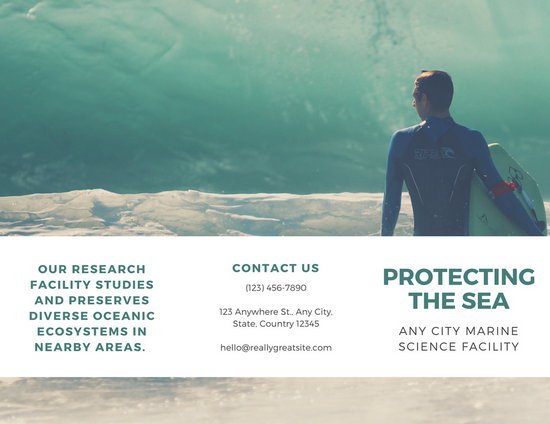 OUR RESEARCH
FACILITY STUDIES
AND PRESERVES
DIVERSE OCEANIC
ECOSYSTEMS IN
NEARBY AREAS.
CONTACT US
(123) 456-7890
123 Anywhere St., Any City,
State, Country 12345
hello@reallygreatsite.com
PROTECTING
THE SEA
ANY CITY MARINE
SCIENCE FACILITY